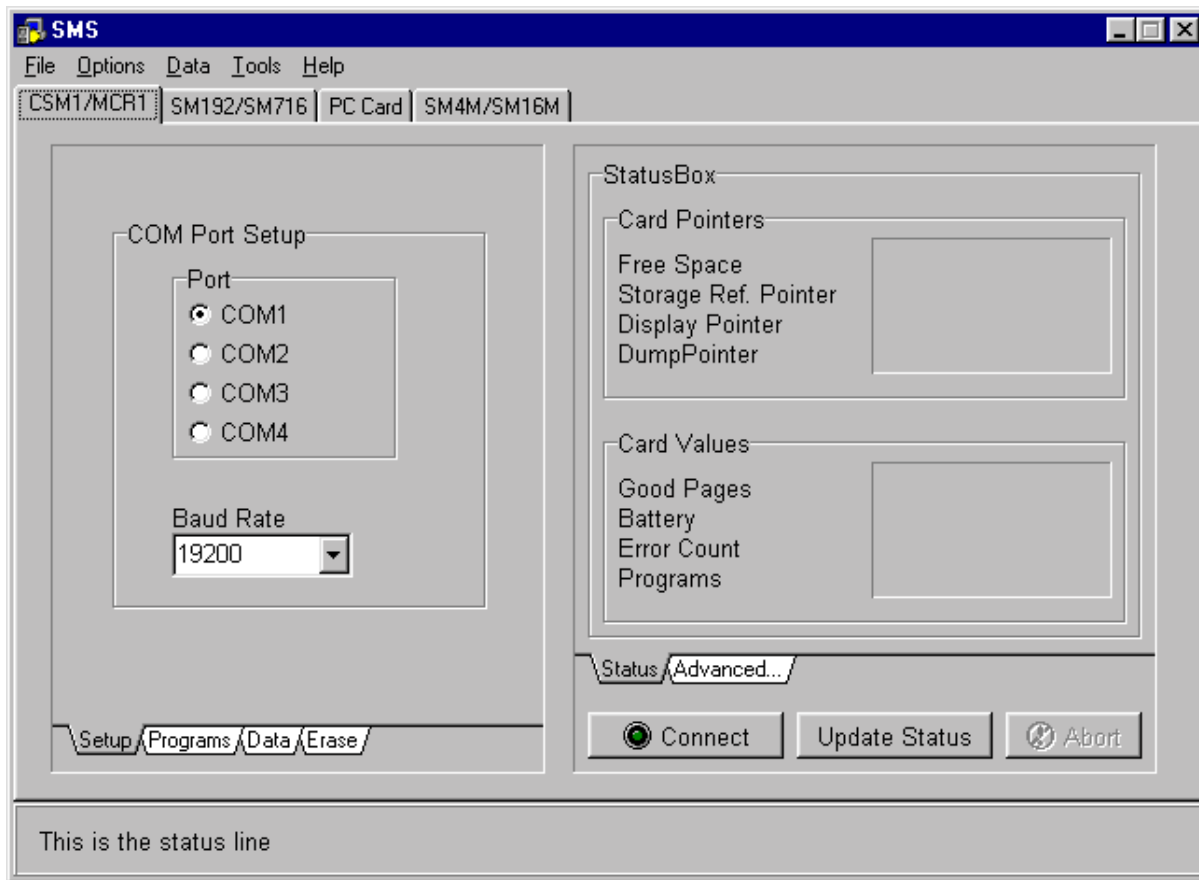 SMS
File Options Data Tools Help
CSM1/MCR1 SM192/SM716 PC Card SM4M/SM16M
COM Port Setup
Port
COM1
COM2
COM3
COM4
Baud Rate
19200
Setup Programs Data Erase
StatusBox
Card Pointers
Free Space
Storage Ref. Pointer
Display Pointer
DumpPointer
Card Values
Good Pages
Battery
Error Count
Programs
Status Advanced...
Connect Update Status Abort
This is the status line